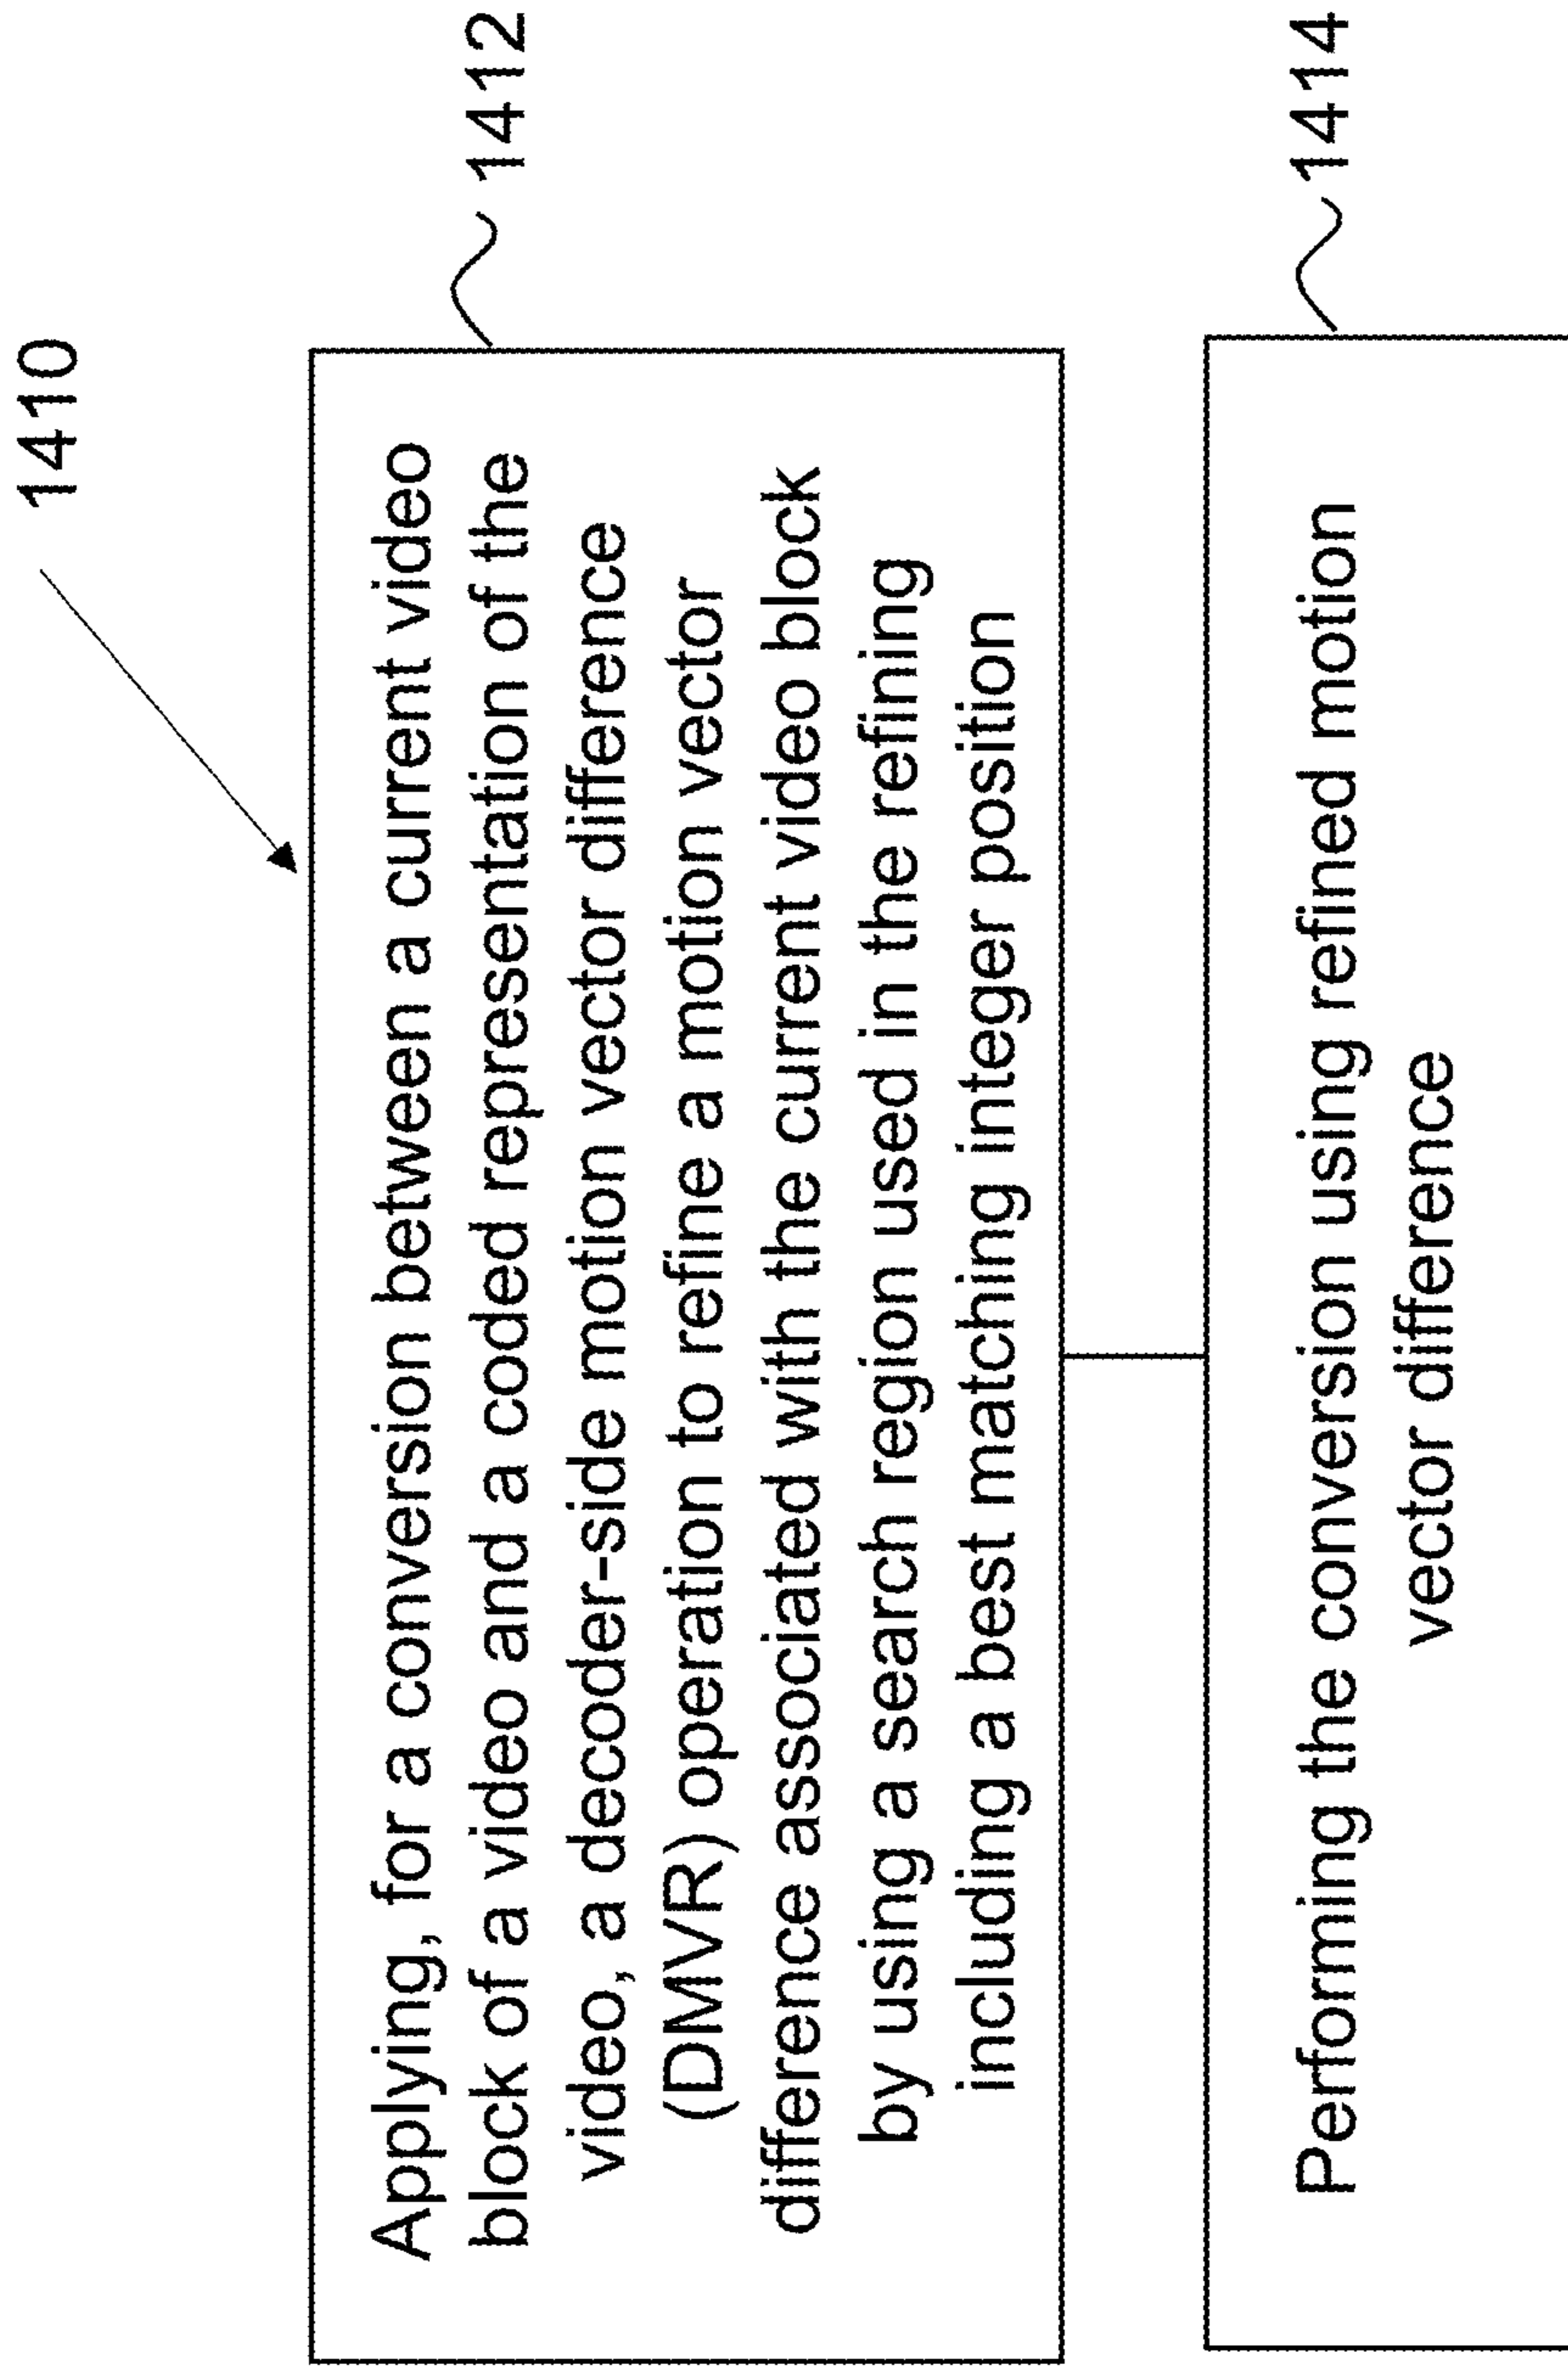 1410
Applying, for a conversion between a current video
block of a video and a coded representation of the
video, a decoder-side motion vector difference
(DMVR) operation to refine a motion vector
difference associated with the current video block
by using a search region used in the refining
including a best matching integer position
1412
Performing the conversion using refined motion
vector difference
1414